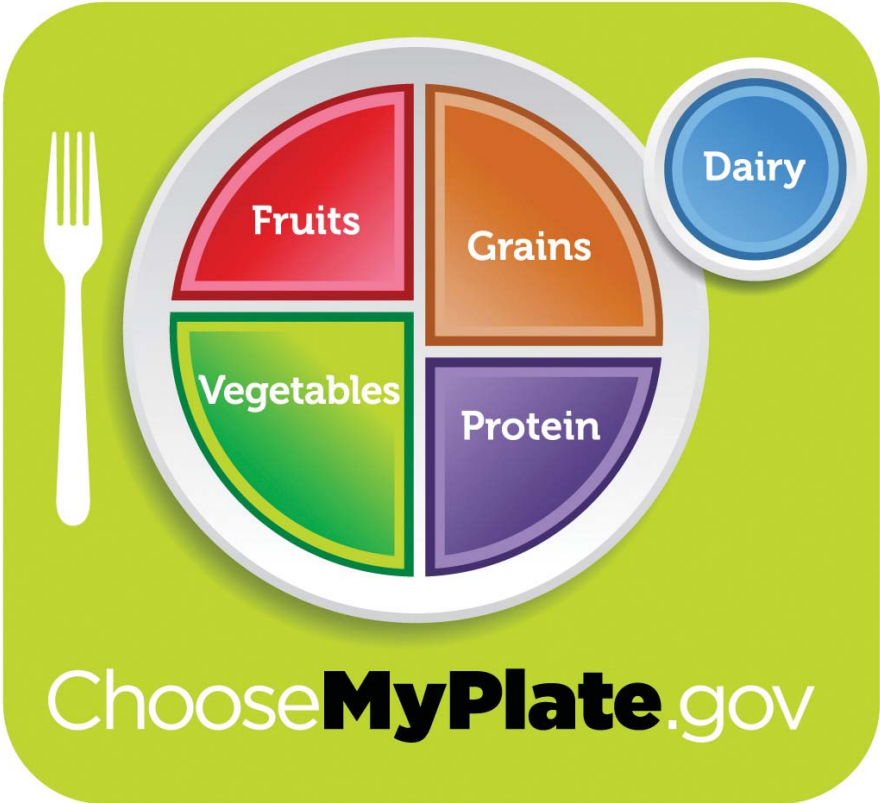 Dairy
Fruits
Grains
Vegetables
Protein
ChooseMyPlate.gov